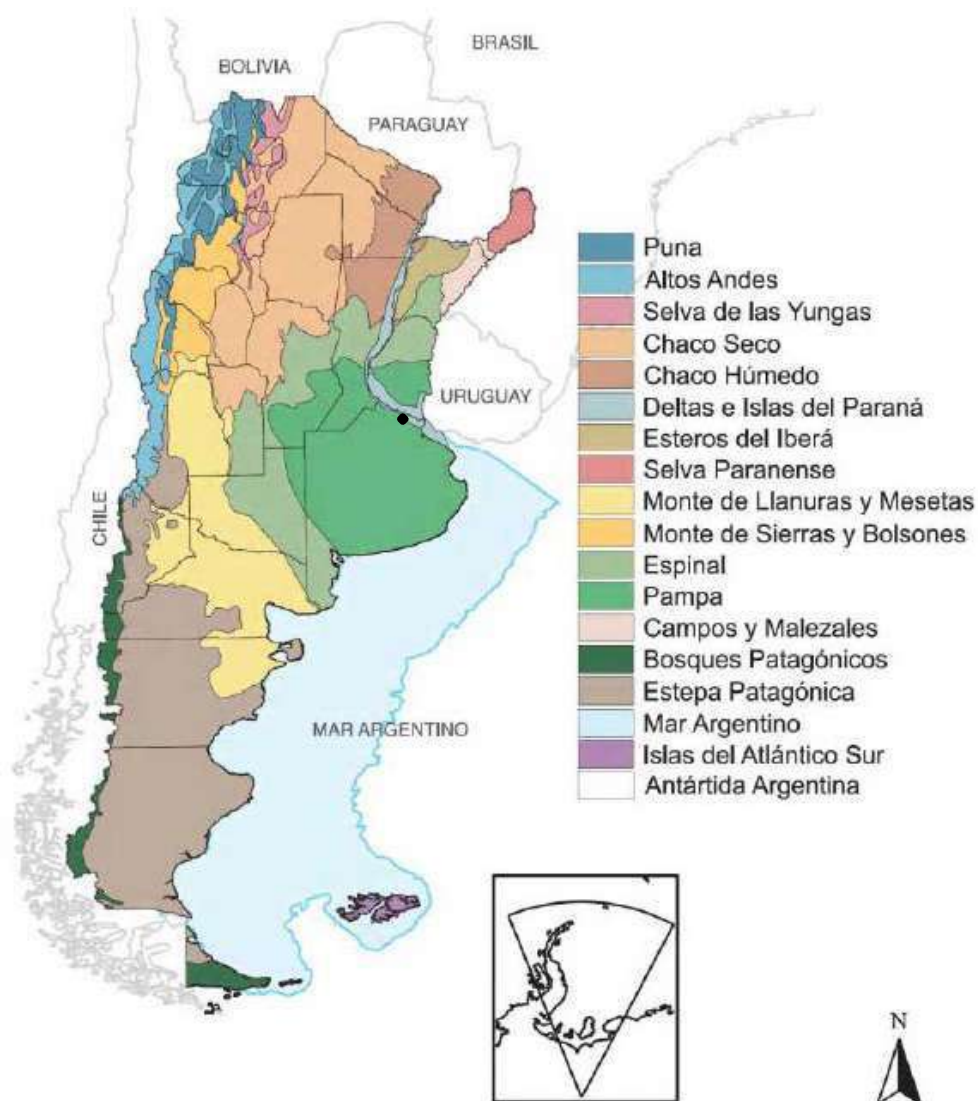 BRASIL
BOLIVIA
PARAGUAY
URUGUAY
CHILE
MAR ARGENTINO
Puna
Altos Andes
Selva de las Yungas
Chaco Seco
Chaco Húmedo
Deltas e Islas del Paraná
Esteros del Iberá
Selva Paranense
Monte de Llanuras y Mesetas
Monte de Sierras y Bolsones
Espinal
Pampa
Campos y Malezales
Bosques Patagónicos
Estepa Patagónica
Mar Argentino
Islas del Atlántico Sur
Antártida Argentina
N